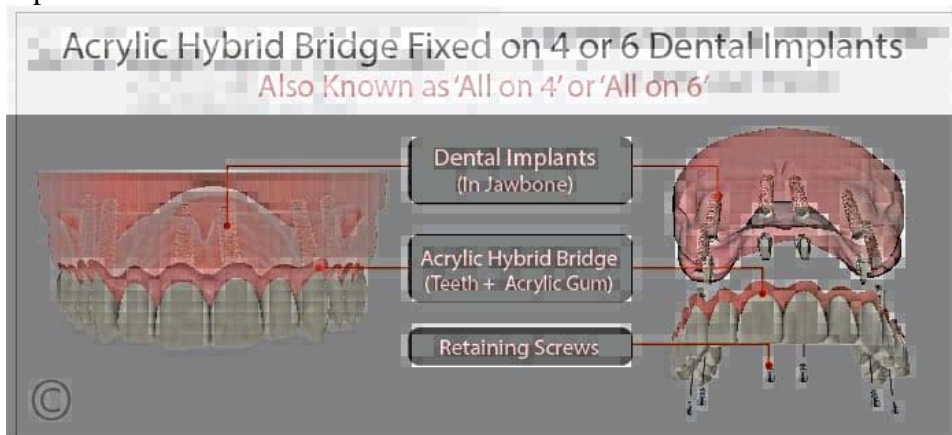 Acrylic Hybrid Bridge Fixed on 4 or 6 Dental Implants
Also Known as 'All on 4' or 'All on 6'
Dental Implants
(In Jawbone)
Acrylic Hybrid Bridge
(Teeth + Acrylic Gum)
Retaining Screws
©